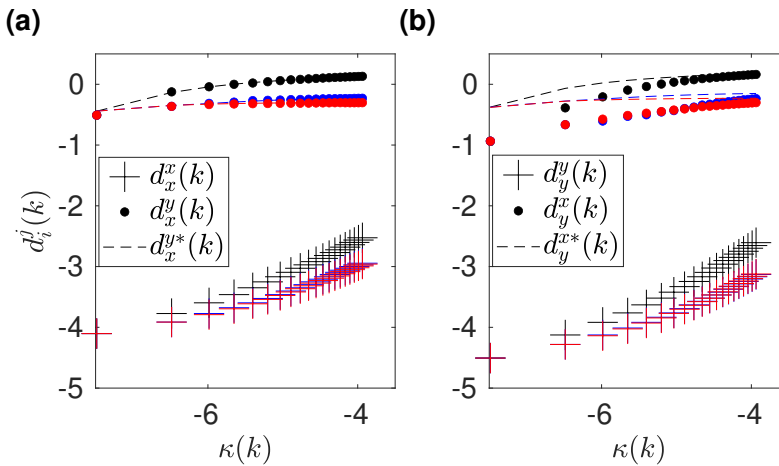 (a)
(b)
0
-1
-2
-3
-4
-5
-6
-4
κ(k)
d_i^j(k)
d_x^x(k)
d_x^y(k)
d_x^{y*}(k)
0
-1
-2
-3
-4
-5
-6
-4
κ(k)
d_y^y(k)
d_y^x(k)
d_y^{x*}(k)